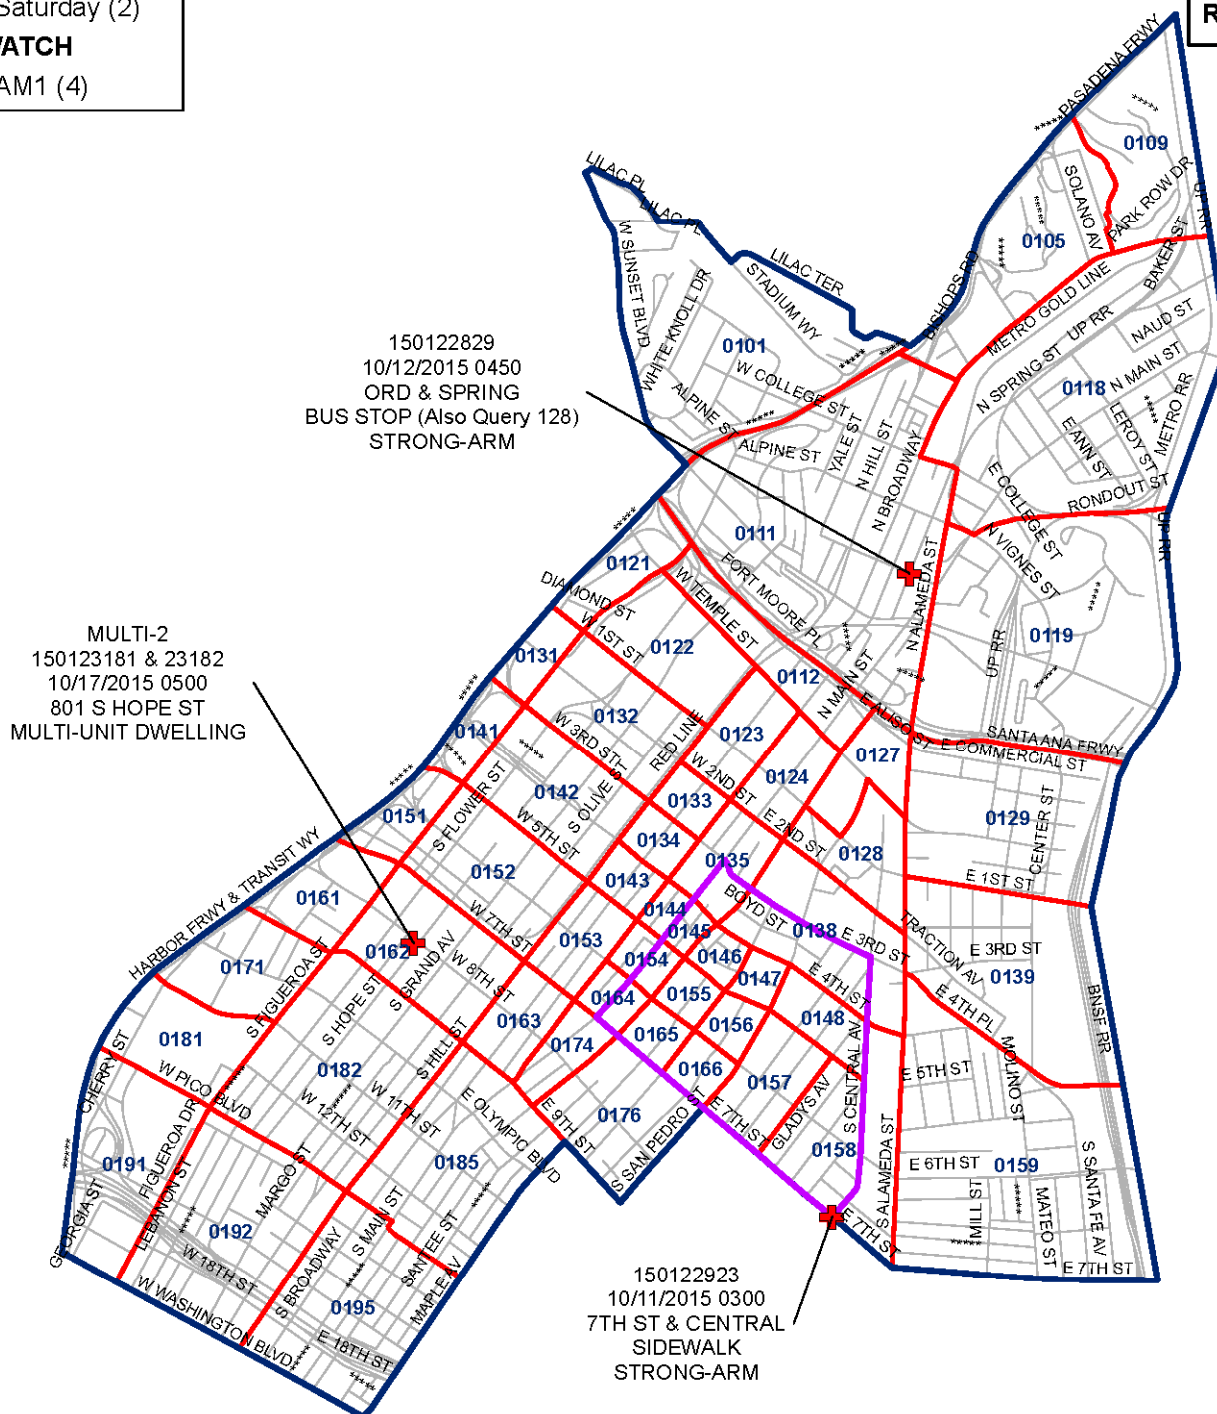 Saturday (2)
WATCH
AM1 (4)
R
PASADENA FRWY
*****
*****
0109
LILAC PL
LILAC PL
SOLANO AV
PARK ROW DR
UP RR
*****
0105
*****
W SUNSET BLVD
LILAC TER
STADIUM WY
BISHOPS RD
METRO GOLD LINE
BAKER ST
WHITE KNOLL DR
UP RR
NAUD ST
150122829
10/12/2015 0450
ORD & SPRING
BUS STOP (Also Query 128)
STRONG-ARM
0101
*****
*****
W COLLEGE ST
N SPRING ST
0118
N MAIN ST
ALPINE ST
*****
ALPINE ST
YALE ST
N HILL ST
N BROADWAY
E ANN ST
LEROY ST
*****
METRO RR
E COLLEGE ST
RONDOUT ST
*****
0111
N VIGNES ST
UP RR
0121
FORT MOORE PL
N ALAMEDA ST
DIAMOND ST
W TEMPLE ST
*****
W 1ST ST
0122
*****
UP RR
0119
MULTI-2
150123181 & 23182
10/17/2015 0500
801 S HOPE ST
MULTI-UNIT DWELLING
0131
0112
N MAIN ST
*****
*****
*****
0132
0141
W 3RD ST
RED LINE
0123
E ALISO ST
SANTA ANA FRWY
E COMMERCIAL ST
*****
*****
0127
W 2ND ST
0124
*****
S FLOWER ST
0142
S OLIVE ST
0133
0151
W 5TH ST
E 2ND ST
0129
CENTER ST
0134
0128
HARBOR FRWY & TRANSIT WY
0135
0152
0143
E 1ST ST
0161
BOYD ST
0144
W 7TH ST
0145
0138
E 3RD ST
TRACTION AV
E 3RD ST
0162
S GRAND AV
W 8TH ST
0153
0154
0146
0171
S FIGUEROA ST
S HOPE ST
0147
E 4TH ST
0139
E 4TH PL
0164
0155
BNSF RR
0181
0163
0165
0156
0148
CHERRY ST
S HILL ST
0174
S CENTRAL AV
MOLINO ST
W PICO BLVD
*****
0182
*****
0166
0157
E 5TH ST
W 12TH ST
W 11TH ST
E OLYMPIC BLVD
E 9TH ST
0176
E 7TH ST
GLADYS AV
S ALAMEDA ST
*****
0191
FIGUEROA DR
MARGO ST
0185
S SAN PEDRO ST
0158
E 6TH ST
0159
S SANTA FE AV
GEORGIA ST
LEBANON ST
*****
0192
S MAIN ST
*****
MILL ST
*****
MATEO ST
W 18TH ST
S BROADWAY
*****
SANTEE ST
MAPLE AV
E 7TH ST
*****
E 7TH ST
W WASHINGTON BLVD
0195
*****
E 18TH ST
*****
150122923
10/11/2015 0300
7TH ST & CENTRAL
SIDEWALK
STRONG-ARM